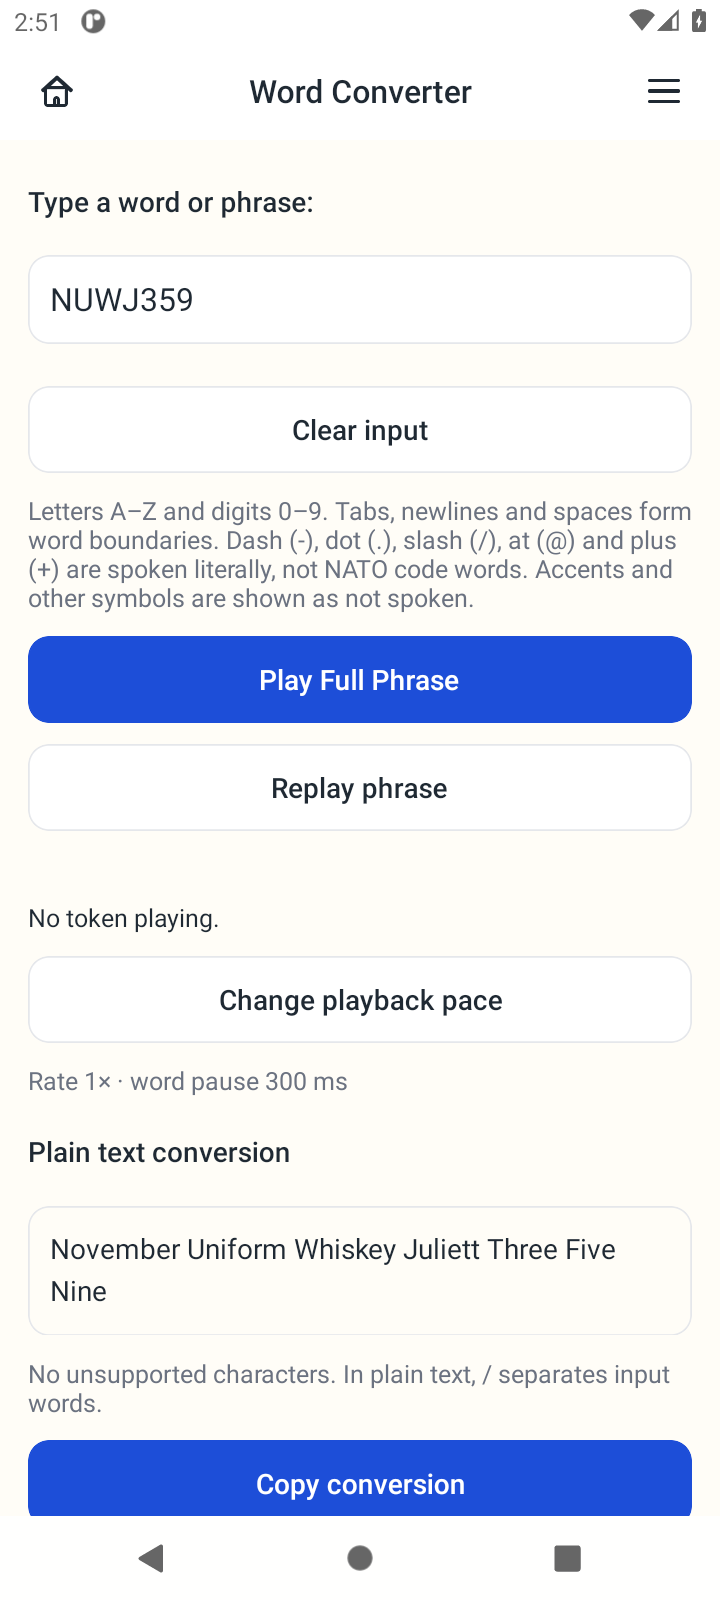 2:51
Word Converter
Type a word or phrase:
NUWJ359
Clear input
Letters A–Z and digits 0–9. Tabs, newlines and spaces form
word boundaries. Dash (-), dot (.), slash (/), at (@) and plus
(+) are spoken literally, not NATO code words. Accents and
other symbols are shown as not spoken.
Play Full Phrase
Replay phrase
No token playing.
Change playback pace
Rate 1× · word pause 300 ms
Plain text conversion
November Uniform Whiskey Juliett Three Five
Nine
No unsupported characters. In plain text, / separates input
words.
Copy conversion